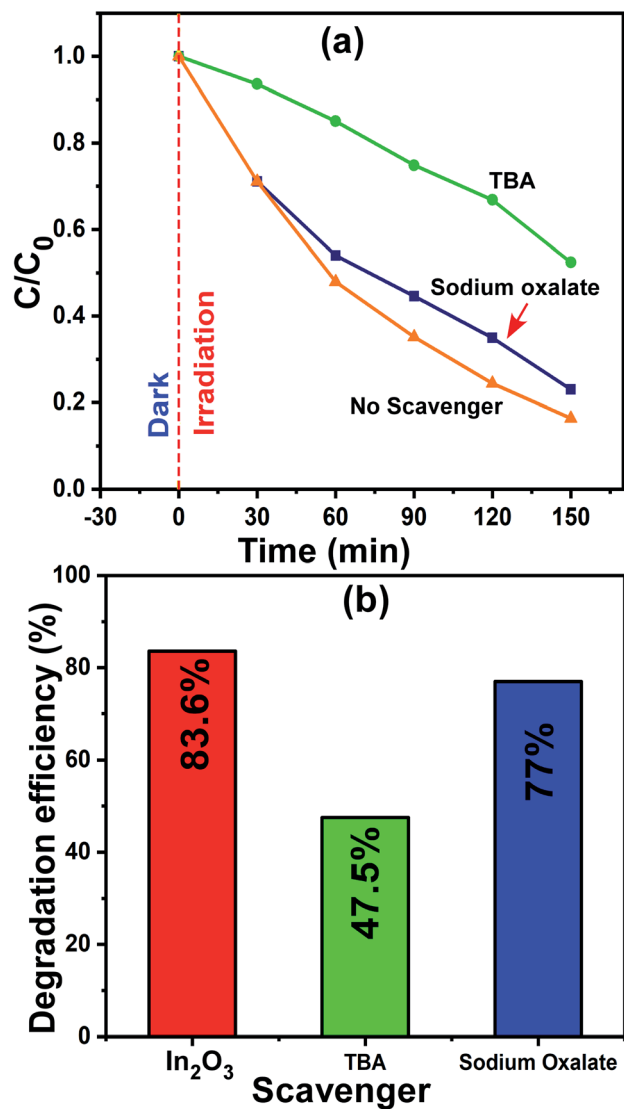 (a)
1.0
0.8
0.6
0.4
0.2
0.0
C/C₀
TBA
Sodium oxalate
No Scavenger
Dark
Irradiation
-30 0 30 60 90 120 150
Time (min)
(b)
100
80
60
40
20
0
Degradation efficiency (%)
83.6%
47.5%
77%
In₂O₃ TBA Sodium Oxalate
Scavenger